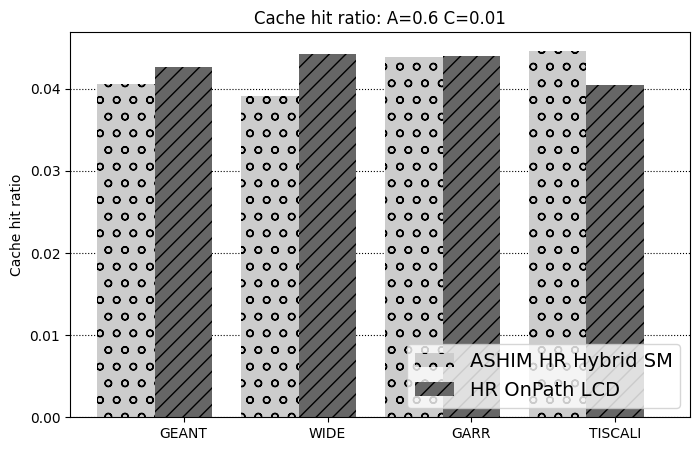 Cache hit ratio: A=0.6 C=0.01
Cache hit ratio
0.04
0.03
0.02
0.01
0.00
ASHIM HR Hybrid SM
HR OnPath LCD
GEANT WIDE GARR TISCALI